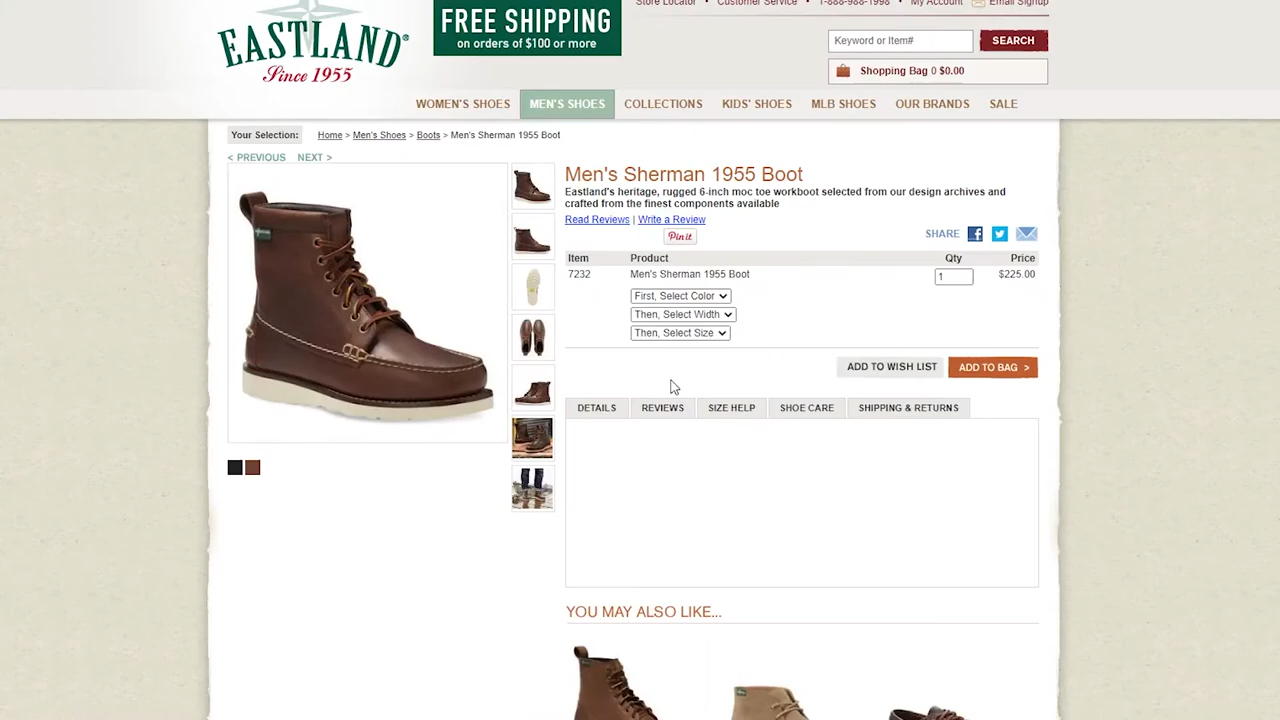 Store Locator • Customer Service • 1-888-988-1998 • My Account Email Signup
EASTLAND®
Since 1955
FREE SHIPPING
on orders of $100 or more
Keyword or Item#
SEARCH
Shopping Bag 0 $0.00
WOMEN'S SHOES MEN'S SHOES COLLECTIONS KIDS' SHOES MLB SHOES OUR BRANDS SALE
Your Selection: Home > Men's Shoes > Boots > Men's Sherman 1955 Boot
< PREVIOUS NEXT >
Men's Sherman 1955 Boot
Eastland's heritage, rugged 6-inch moc toe workboot selected from our design archives and
crafted from the finest components available
Read Reviews | Write a Review
Pin it
SHARE
Item Product Qty Price
7232 Men's Sherman 1955 Boot 1 $225.00
First, Select Color
Then, Select Width
Then, Select Size
ADD TO WISH LIST ADD TO BAG >
DETAILS REVIEWS SIZE HELP SHOE CARE SHIPPING & RETURNS
YOU MAY ALSO LIKE...